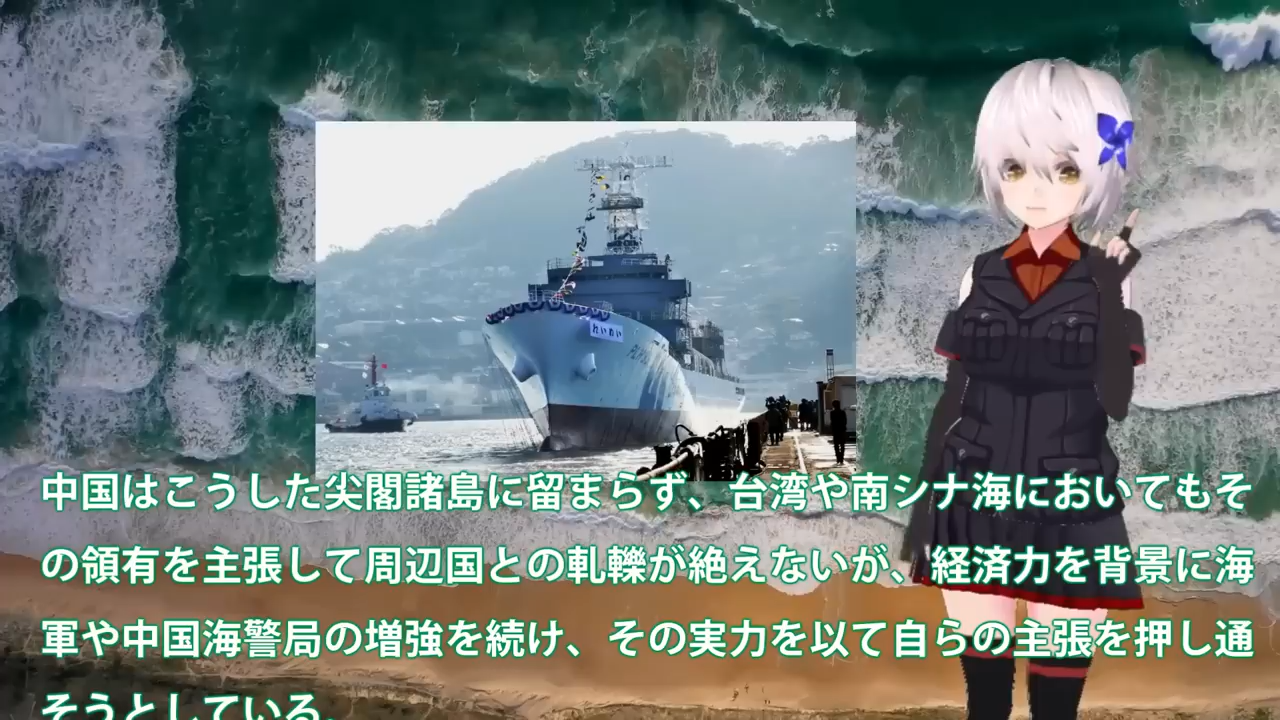 れいめい
中国はこうした尖閣諸島に留まらず、台湾や南シナ海においてもそ
の領有を主張して周辺国との軋轢が絶えないが、経済力を背景に海
軍や中国海警局の増強を続け、その実力を以て自らの主張を押し通
そうとしている。